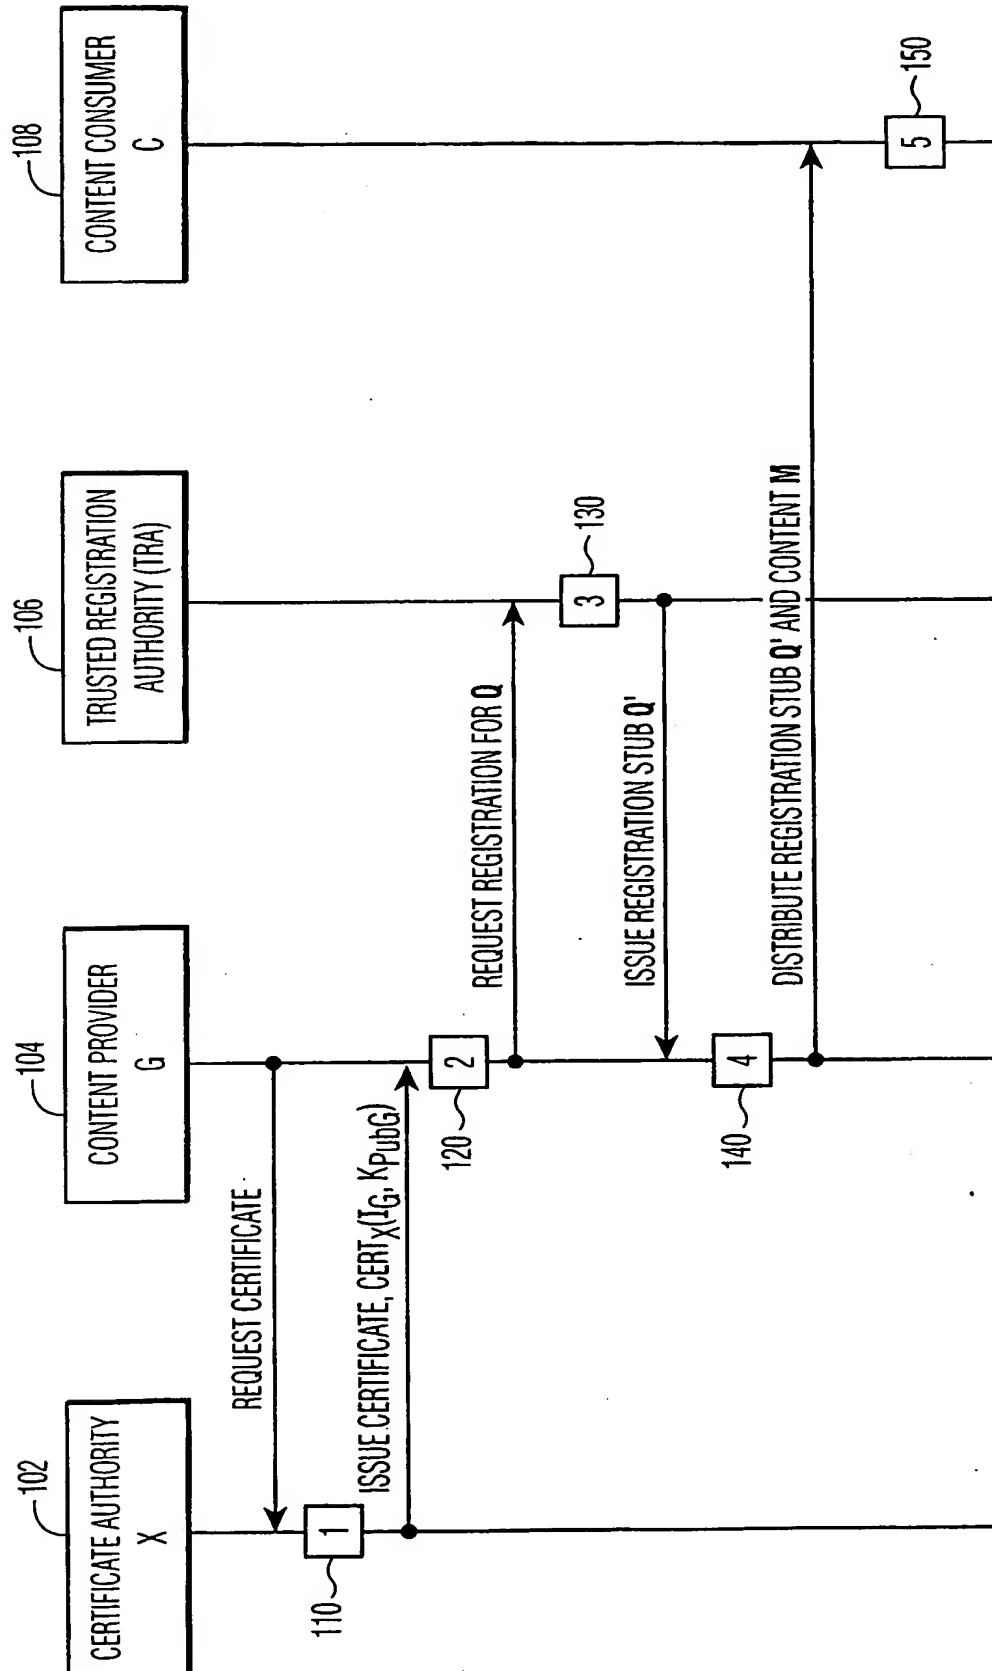 102
CERTIFICATE AUTHORITY
X
104
CONTENT PROVIDER
G
106
TRUSTED REGISTRATION
AUTHORITY (TRA)
108
CONTENT CONSUMER
C
REQUEST CERTIFICATE
110
1
ISSUE CERTIFICATE, CERTX(IG, KPubG)
120
2
REQUEST REGISTRATION FOR Q
3
130
ISSUE REGISTRATION STUB Q'
140
4
DISTRIBUTE REGISTRATION STUB Q' AND CONTENT M
5
150